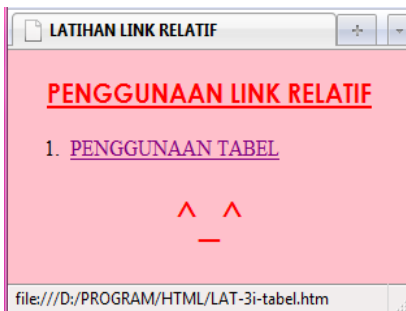 LATIHAN LINK RELATIF
PENGGUNAAN LINK RELATIF
1. PENGGUNAAN TABEL
^_^
file:///D:/PROGRAM/HTML/LAT-3i-tabel.htm